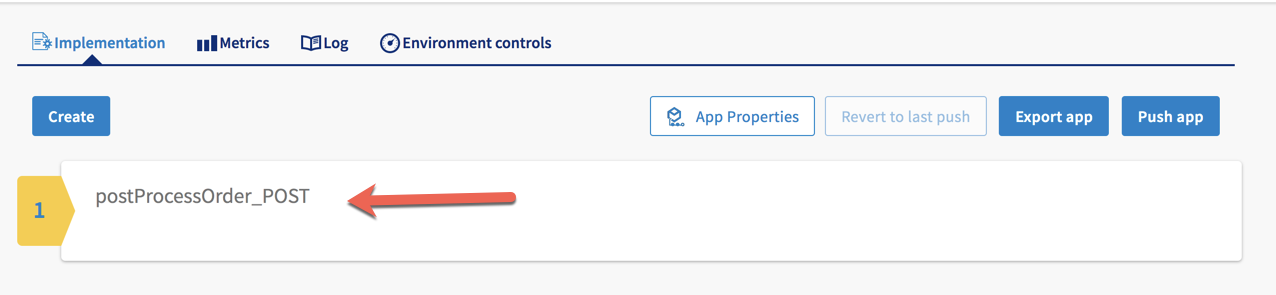 Implementation Metrics Log Environment controls
Create App Properties Revert to last push Export app Push app
1 postProcessOrder_POST